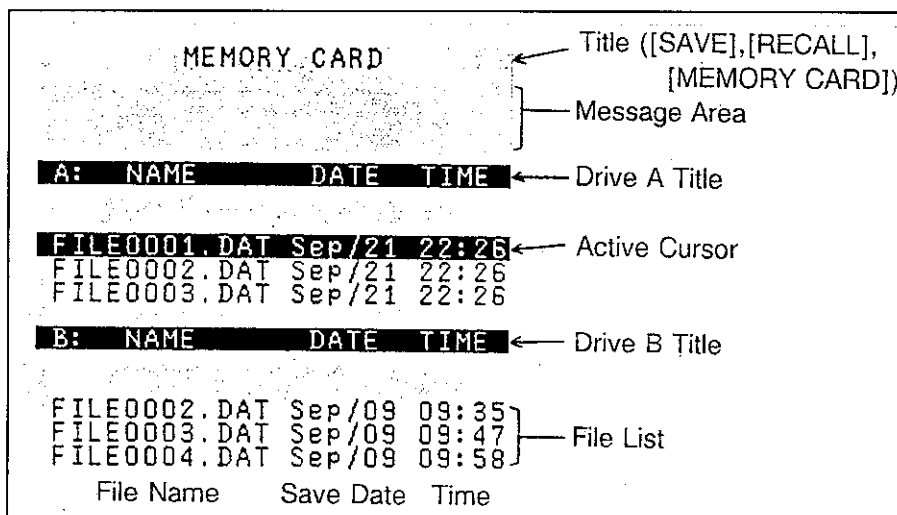 MEMORY CARD
Title ([SAVE],[RECALL],
[MEMORY CARD])
Message Area
A: NAME DATE TIME
Drive A Title
FILE0001.DAT Sep/21 22:26
Active Cursor
FILE0002.DAT Sep/21 22:26
FILE0003.DAT Sep/21 22:26
B: NAME DATE TIME
Drive B Title
FILE0002.DAT Sep/09 09:35
FILE0003.DAT Sep/09 09:47
File List
FILE0004.DAT Sep/09 09:58
File Name Save Date Time